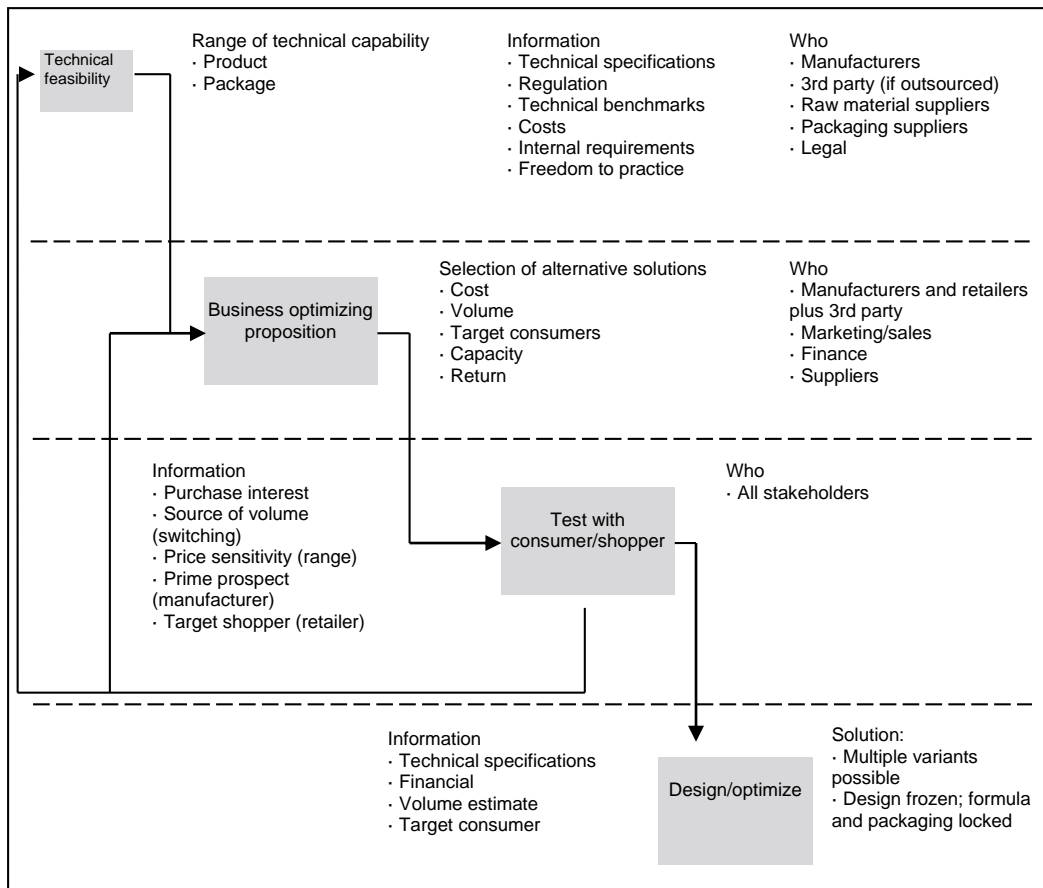 Technical
feasibility
Range of technical capability
· Product
· Package
Information
· Technical specifications
· Regulation
· Technical benchmarks
· Costs
· Internal requirements
· Freedom to practice
Who
· Manufacturers
· 3rd party (if outsourced)
· Raw material suppliers
· Packaging suppliers
· Legal
Business optimizing
proposition
Selection of alternative solutions
· Cost
· Volume
· Target consumers
· Capacity
· Return
Who
· Manufacturers and retailers
plus 3rd party
· Marketing/sales
· Finance
· Suppliers
Information
· Purchase interest
· Source of volume
(switching)
· Price sensitivity (range)
· Prime prospect
(manufacturer)
· Target shopper (retailer)
Test with
consumer/shopper
Who
· All stakeholders
Information
· Technical specifications
· Financial
· Volume estimate
· Target consumer
Design/optimize
Solution:
· Multiple variants
possible
· Design frozen; formula
and packaging locked